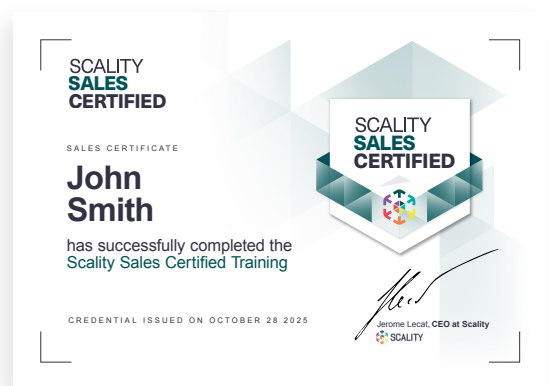 SCALITY
SALES
CERTIFIED
SALES CERTIFICATE
John
Smith
has successfully completed the
Scality Sales Certified Training
CREDENTIAL ISSUED ON OCTOBER 28 2025
SCALITY
SALES
CERTIFIED
Jerome Lecat, CEO at Scality
SCALITY